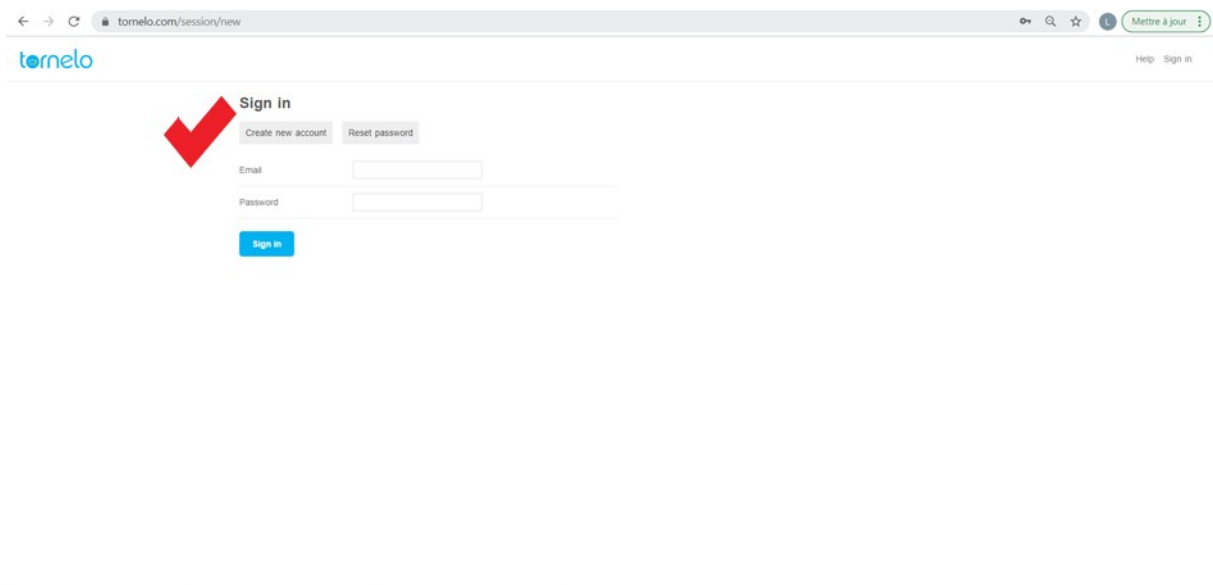 tornelo.com/session/new
L
Mettre à jour
tornelo
Help Sign in
Sign in
Create new account Reset password
Email
Password
Sign in